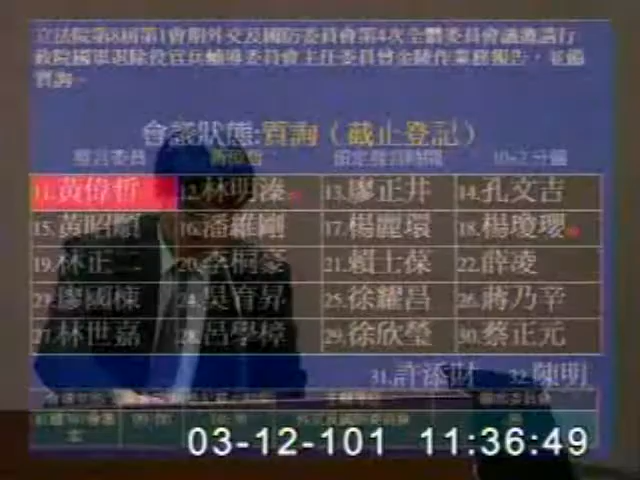 立法院第8屆第1會期外交及國防委員會第4次全體委員會議邀請行
政院國軍退除役官兵輔導委員會主任委員曾金陵作業務報告，並備
質詢。
會議狀態:質詢（截止登記）
發言委員 詢答時間 10+2分鐘
11.黃偉哲 12.林明溱 13.廖正井 14.孔文吉
15.黃昭順 16.潘維剛 17.楊麗環 18.楊瓊瓔
19.林正二 20.李桐豪 21.賴士葆 22.薛凌
23.廖國棟 24.吳育昇 25.徐耀昌 26.蔣乃辛
27.林世嘉 28.呂學樟 29.徐欣瑩 30.蔡正元
31.許添財 32.陳明
03-12-101 11:36:49